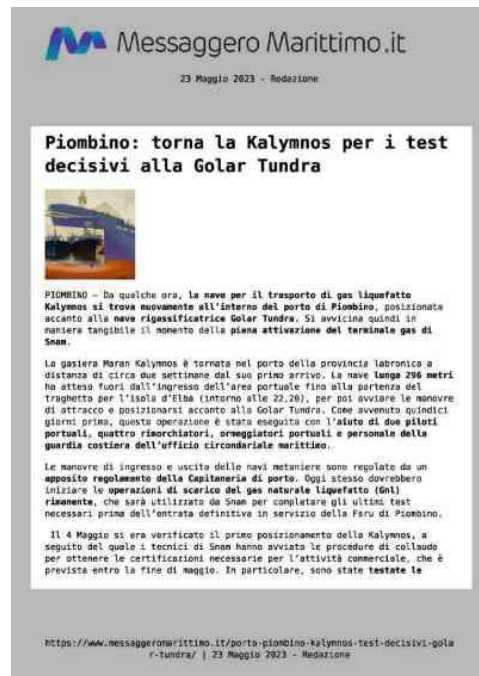 Messaggero Marittimo.it
23 Maggio 2023 - Redazione
Piombino: torna la Kalymnos per i test
decisivi alla Golar Tundra
PIOMBINO – Da qualche ora, la nave per il trasporto di gas liquefatto
Kalymnos si trova nuovamente all'interno del porto di Piombino, posizionata
accanto alla nave rigassificatrice Golar Tundra. Si avvicina quindi in
maniera tangibile il momento della piena attivazione del terminale gas di
Snam.
La gasiera Maran Kalymnos è tornata nel porto della provincia labronica a
distanza di circa due settimane dal suo primo arrivo. La nave lunga 296 metri
ha atteso fuori dall'ingresso dell'area portuale fino alla partenza del
traghetto per l'isola d'Elba (intorno alle 22,20), per poi avviare le manovre
di attracco e posizionarsi accanto alla Golar Tundra. Come avvenuto quindici
giorni prima, questa operazione è stata eseguita con l'aiuto di due piloti
portuali, quattro rimorchiatori, ormeggiatori portuali e personale della
guardia costiera dell'ufficio circondariale marittimo.
Le manovre di ingresso e uscita delle navi metaniere sono regolate da un
apposito regolamento della Capitaneria di porto. Oggi stesso dovrebbero
iniziare le operazioni di scarico del gas naturale liquefatto (Gnl)
rimanente, che sarà utilizzato da Snam per completare gli ultimi test
necessari prima dell'entrata definitiva in servizio della Fsru di Piombino.
Il 4 Maggio si era verificato il primo posizionamento della Kalymnos, a
seguito del quale i tecnici di Snam hanno avviato le procedure di collaudo
per ottenere le certificazioni necessarie per l'attività commerciale, che è
prevista entro la fine di maggio. In particolare, sono state testate le
https://www.messaggeromarittimo.it/porto-piombino-kalymnos-test-decisivi-gola
r-tundra/ | 23 Maggio 2023 - Redazione